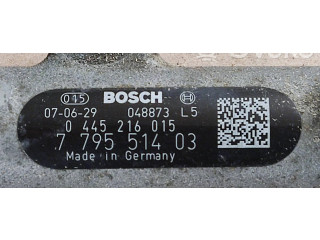 015 BOSCH
07-06-29 048873 L5
0 445 216 015
7 795 514 03
Made in Germany